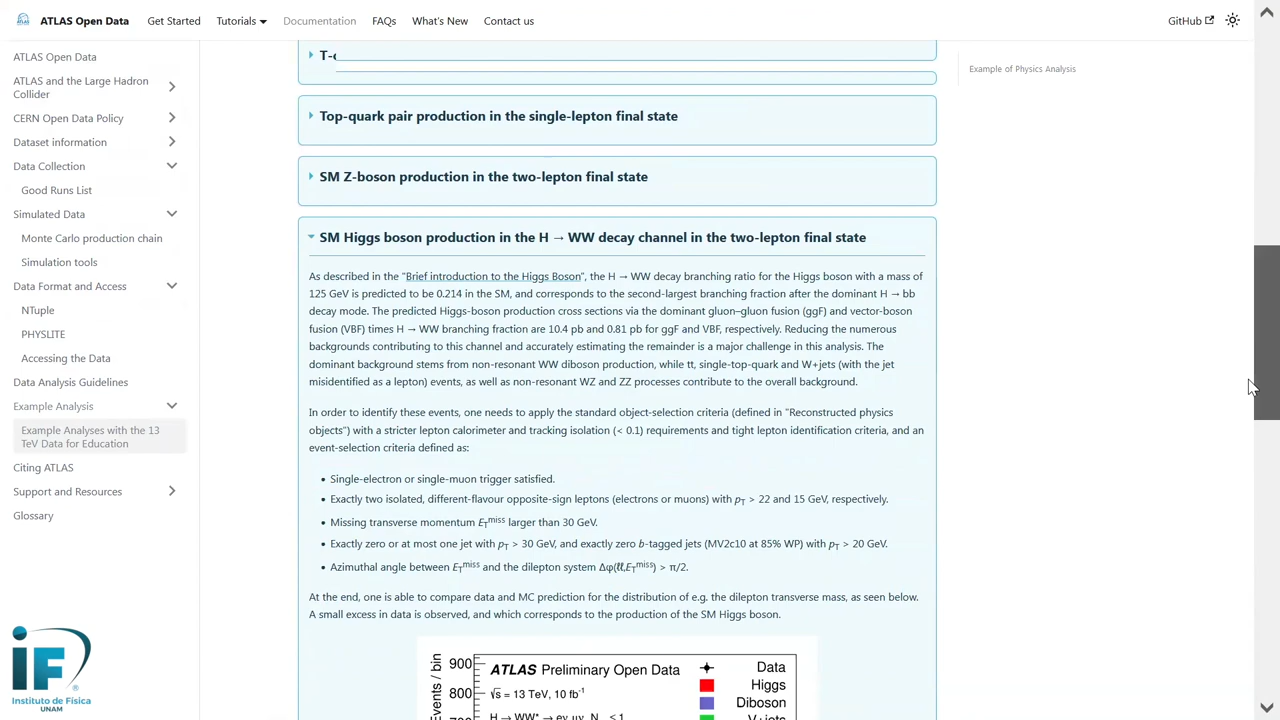 ATLAS Open Data
Get Started
Tutorials
Documentation
FAQs
What's New
Contact us
GitHub
ATLAS Open Data
ATLAS and the Large Hadron
Collider
CERN Open Data Policy
Dataset information
Data Collection
Good Runs List
Simulated Data
Monte Carlo production chain
Simulation tools
Data Format and Access
NTuple
PHYSLITE
Accessing the Data
Data Analysis Guidelines
Example Analysis
Example Analyses with the 13
TeV Data for Education
Citing ATLAS
Support and Resources
Glossary
IF
Instituto de Física
UNAM
Top-quark pair production in the single-lepton final state
SM Z-boson production in the two-lepton final state
SM Higgs boson production in the H → WW decay channel in the two-lepton final state
As described in the "Brief introduction to the Higgs Boson", the H → WW decay branching ratio for the Higgs boson with a mass of
125 GeV is predicted to be 0.214 in the SM, and corresponds to the second-largest branching fraction after the dominant H → bb
decay mode. The predicted Higgs-boson production cross sections via the dominant gluon–gluon fusion (ggF) and vector-boson
fusion (VBF) times H → WW branching fraction are 10.4 pb and 0.81 pb for ggF and VBF, respectively. Reducing the numerous
backgrounds contributing to this channel and accurately estimating the remainder is a major challenge in this analysis. The
dominant background stems from non-resonant WW diboson production, while tt, single-top-quark and W+jets (with the jet
misidentified as a lepton) events, as well as non-resonant WZ and ZZ processes contribute to the overall background.
In order to identify these events, one needs to apply the standard object-selection criteria (defined in "Reconstructed physics
objects") with a stricter lepton calorimeter and tracking isolation (< 0.1) requirements and tight lepton identification criteria, and an
event-selection criteria defined as:
• Single-electron or single-muon trigger satisfied.
• Exactly two isolated, different-flavour opposite-sign leptons (electrons or muons) with pT > 22 and 15 GeV, respectively.
• Missing transverse momentum ETmiss larger than 30 GeV.
• Exactly zero or at most one jet with pT > 30 GeV, and exactly zero b-tagged jets (MV2c10 at 85% WP) with pT > 20 GeV.
• Azimuthal angle between ETmiss and the dilepton system Δφ(ℓℓ,ETmiss) > π/2.
At the end, one is able to compare data and MC prediction for the distribution of e.g. the dilepton transverse mass, as seen below.
A small excess in data is observed, and which corresponds to the production of the SM Higgs boson.
Events / bin
900
800
ATLAS Preliminary Open Data
√s = 13 TeV, 10 fb-1
Data
Higgs
Diboson
Example of Physics Analysis